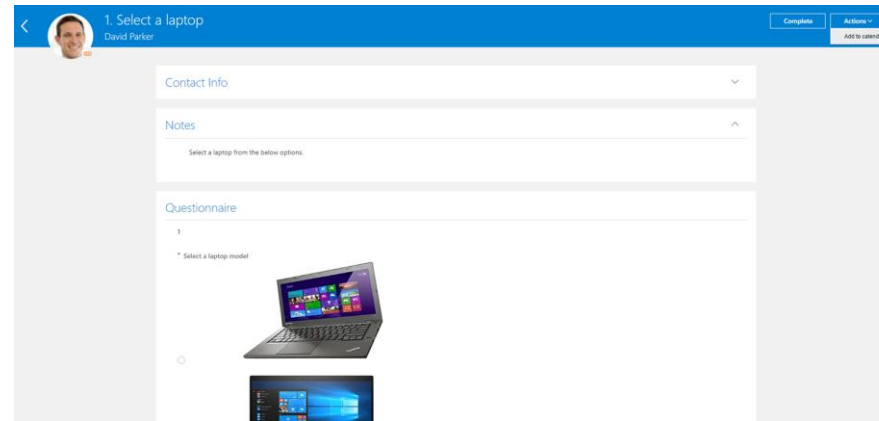 1. Select a laptop
David Parker
Complete
Actions
Add to calend
Contact Info
Notes
Select a laptop from the below options.
Questionnaire
1
* Select a laptop model